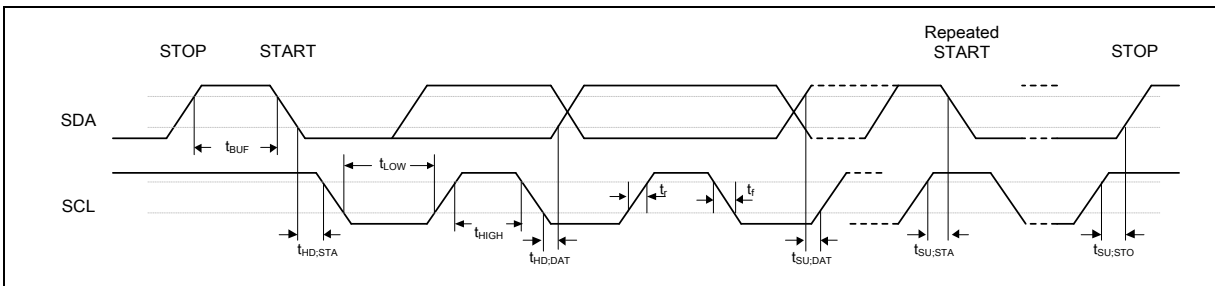 STOP
START
Repeated
START
STOP
SDA
tBUF
tLOW
SCL
tr
tf
tHIGH
tHD;STA
tHD;DAT
tSU;DAT
tSU;STA
tSU;STO